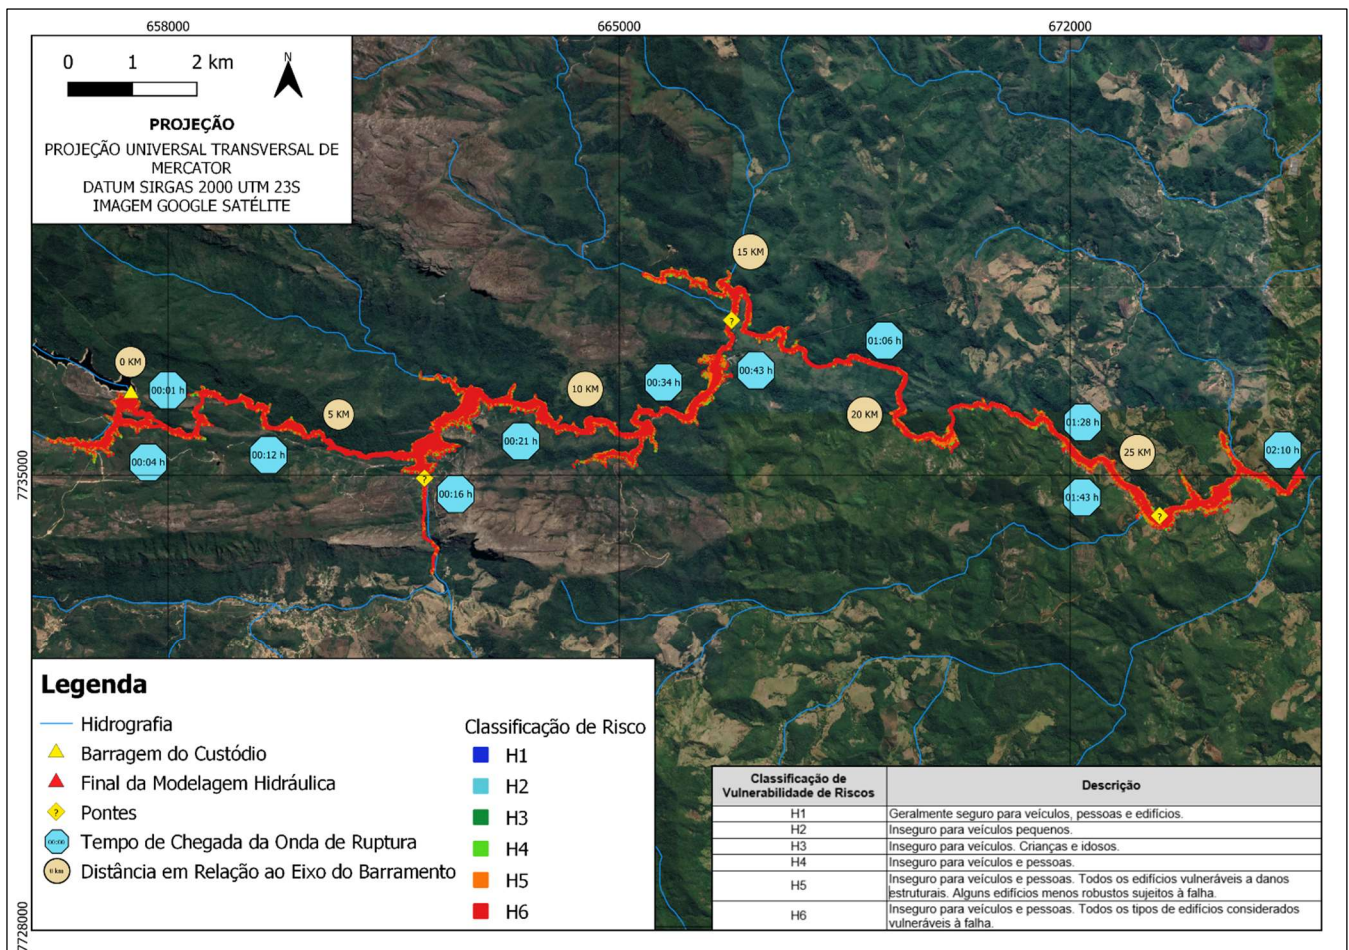 658000
665000
672000
0 1 2 km
N
PROJEÇÃO
PROJEÇÃO UNIVERSAL TRANSVERSAL DE
MERCATOR
DATUM SIRGAS 2000 UTM 23S
IMAGEM GOOGLE SATÉLITE
15 KM
?
01:06 h
0 KM
00:01 h
00:43 h
00:34 h
10 KM
5 KM
20 KM
01:28 h
00:21 h
00:04 h
00:12 h
25 KM
02:10 h
7735000
?
00:16 h
01:43 h
?
Legenda
Hidrografia
Barragem do Custódio
Final da Modelagem Hidráulica
? Pontes
00:00 Tempo de Chegada da Onda de Ruptura
0 km Distância em Relação ao Eixo do Barramento
Classificação de Risco
H1
H2
H3
H4
H5
H6
Classificação de
Vulnerabilidade de Riscos
Descrição
H1 Geralmente seguro para veículos, pessoas e edifícios.
H2 Inseguro para veículos pequenos.
H3 Inseguro para veículos. Crianças e idosos.
H4 Inseguro para veículos e pessoas.
H5 Inseguro para veículos e pessoas. Todos os edifícios vulneráveis a danos
estruturais. Alguns edifícios menos robustos sujeitos à falha.
H6 Inseguro para veículos e pessoas. Todos os tipos de edifícios considerados
vulneráveis à falha.
7728000